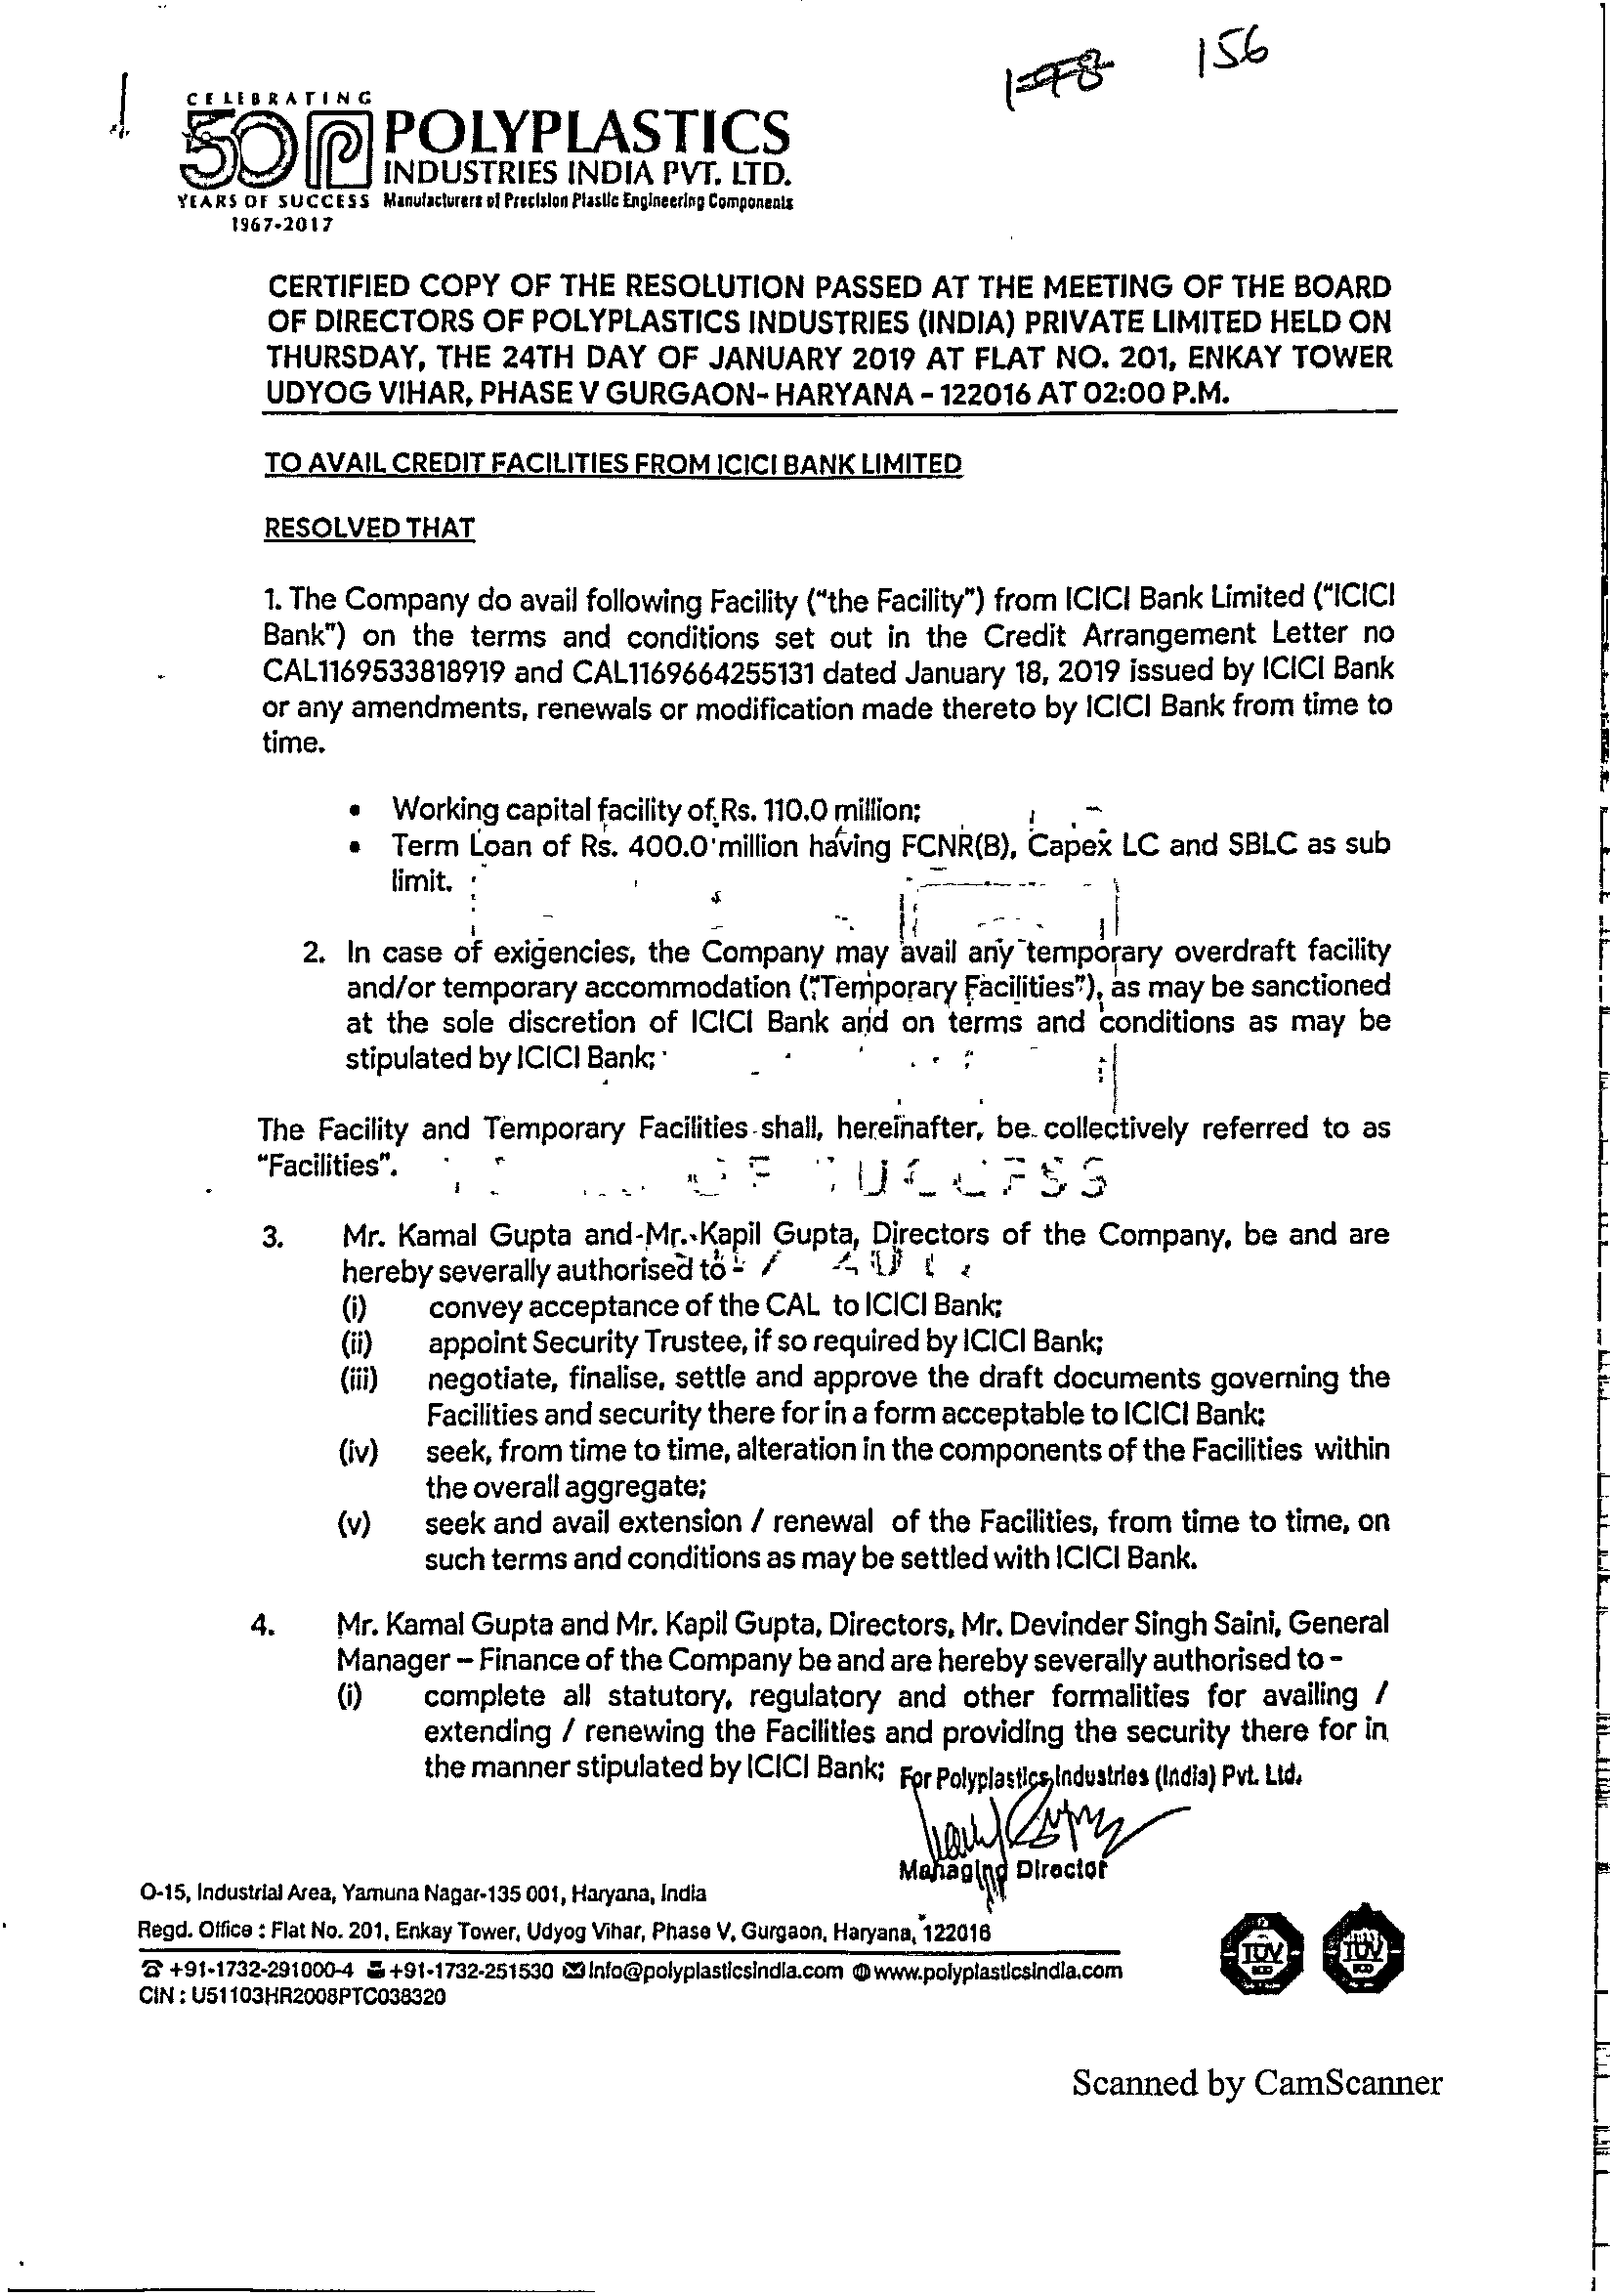 156
CELEBRATING
50 POLYPLASTICS
INDUSTRIES INDIA PVT. LTD.
YEARS OF SUCCESS Manufacturers of Precision Plastic Engineering Components
1967-2017
CERTIFIED COPY OF THE RESOLUTION PASSED AT THE MEETING OF THE BOARD
OF DIRECTORS OF POLYPLASTICS INDUSTRIES (INDIA) PRIVATE LIMITED HELD ON
THURSDAY, THE 24TH DAY OF JANUARY 2019 AT FLAT NO. 201, ENKAY TOWER
UDYOG VIHAR, PHASE V GURGAON- HARYANA - 122016 AT 02:00 P.M.
TO AVAIL CREDIT FACILITIES FROM ICICI BANK LIMITED
RESOLVED THAT
1. The Company do avail following Facility ("the Facility") from ICICI Bank Limited ("ICICI
Bank") on the terms and conditions set out in the Credit Arrangement Letter no
CAL1169533818919 and CAL1169664255131 dated January 18, 2019 issued by ICICI Bank
or any amendments, renewals or modification made thereto by ICICI Bank from time to
time.
• Working capital facility of Rs. 110.0 million;
• Term Loan of Rs. 400.0 million having FCNR(B), Capex LC and SBLC as sub
limit.
2. In case of exigencies, the Company may avail any temporary overdraft facility
and/or temporary accommodation ("Temporary Facilities"), as may be sanctioned
at the sole discretion of ICICI Bank and on terms and conditions as may be
stipulated by ICICI Bank;
The Facility and Temporary Facilities shall, hereinafter, be collectively referred to as
"Facilities".
3. Mr. Kamal Gupta and Mr. Kapil Gupta, Directors of the Company, be and are
hereby severally authorised to -
(i) convey acceptance of the CAL to ICICI Bank;
(ii) appoint Security Trustee, if so required by ICICI Bank;
(iii) negotiate, finalise, settle and approve the draft documents governing the
Facilities and security there for in a form acceptable to ICICI Bank;
(iv) seek, from time to time, alteration in the components of the Facilities within
the overall aggregate;
(v) seek and avail extension / renewal of the Facilities, from time to time, on
such terms and conditions as may be settled with ICICI Bank.
4. Mr. Kamal Gupta and Mr. Kapil Gupta, Directors, Mr. Devinder Singh Saini, General
Manager – Finance of the Company be and are hereby severally authorised to -
(i) complete all statutory, regulatory and other formalities for availing /
extending / renewing the Facilities and providing the security there for in
the manner stipulated by ICICI Bank;
For Polyplastics Industries (India) Pvt. Ltd.
Managing Director
O-15, Industrial Area, Yamuna Nagar-135 001, Haryana, India
Regd. Office : Flat No. 201, Enkay Tower, Udyog Vihar, Phase V, Gurgaon, Haryana, 122016
+91-1732-291000-4 +91-1732-251530 Info@polyplasticsindia.com www.polyplasticsindia.com
CIN : U51103HR2008PTC038320
TÜV TÜV
Scanned by CamScanner